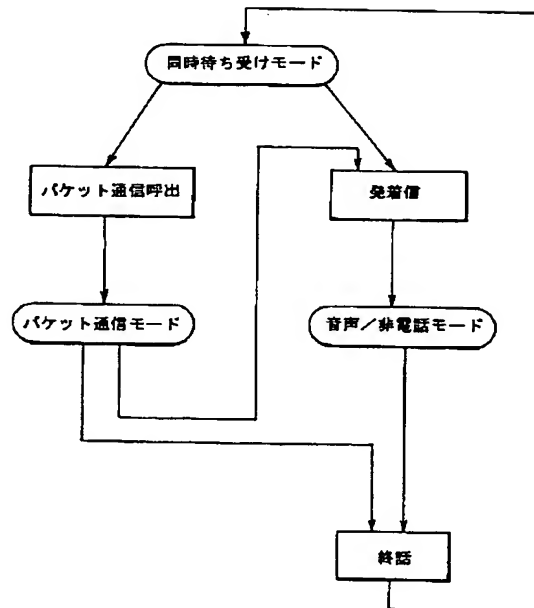 同時待ち受けモード
パケット通信呼出
発着信
パケット通信モード
音声／非電話モード
終話